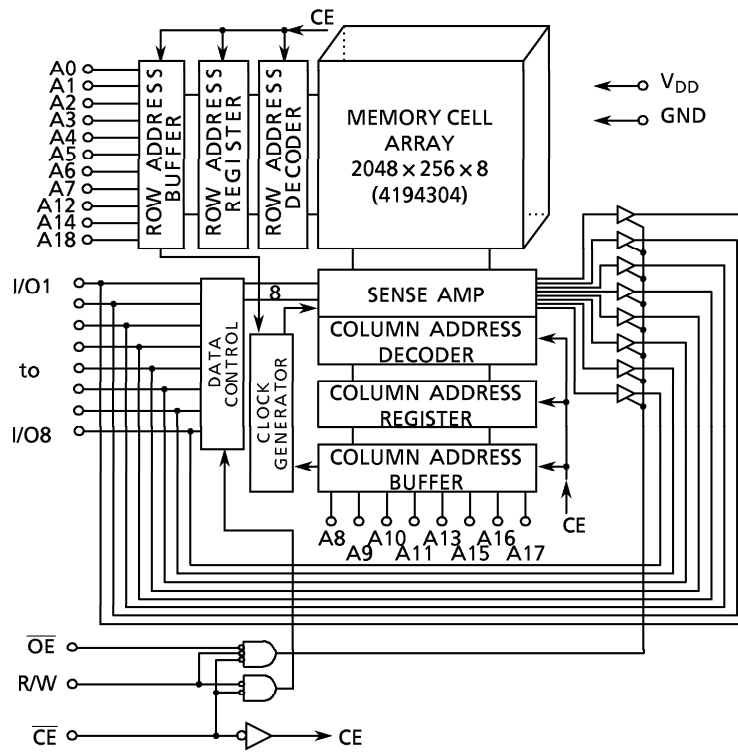 CE
A0
A1
A2
A3
A4
A5
A6
A7
A12
A14
A18
ROW ADDRESS
BUFFER
ROW ADDRESS
REGISTER
ROW ADDRESS
DECODER
MEMORY CELL
ARRAY
2048 × 256 × 8
(4194304)
VDD
GND
I/O1
to
I/O8
8
DATA
CONTROL
CLOCK
GENERATOR
SENSE AMP
COLUMN ADDRESS
DECODER
COLUMN ADDRESS
REGISTER
COLUMN ADDRESS
BUFFER
CE
A8
A9
A10
A11
A13
A15
A16
A17
OE
R/W
CE
CE